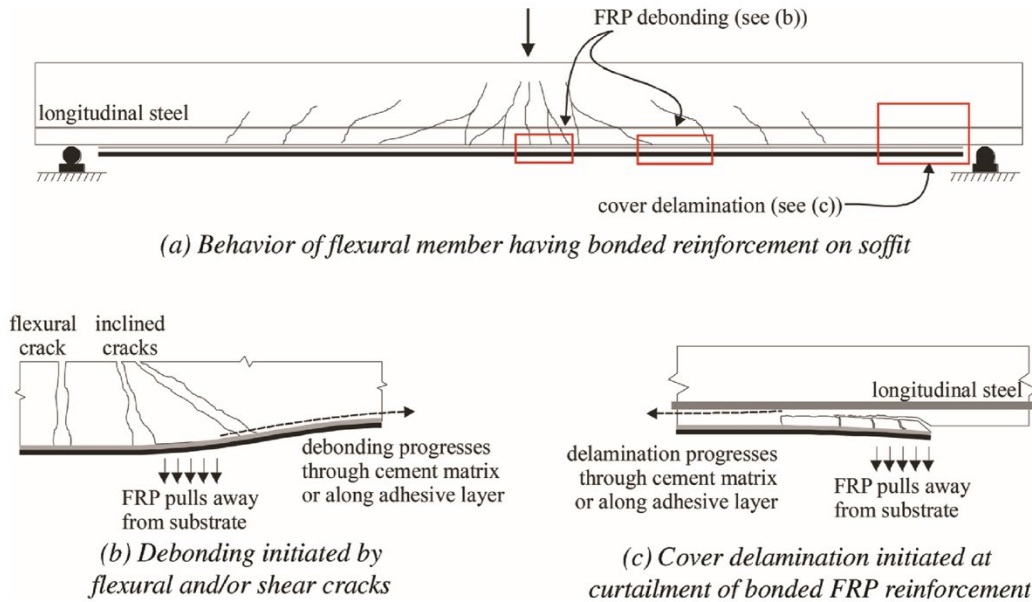 FRP debonding (see (b))
longitudinal steel
cover delamination (see (c))
(a) Behavior of flexural member having bonded reinforcement on soffit
flexural
crack
inclined
cracks
debonding progresses
through cement matrix
or along adhesive layer
FRP pulls away
from substrate
(b) Debonding initiated by
flexural and/or shear cracks
longitudinal steel
delamination progresses
through cement matrix
or along adhesive layer
FRP pulls away
from substrate
(c) Cover delamination initiated at
curtailment of bonded FRP reinforcement